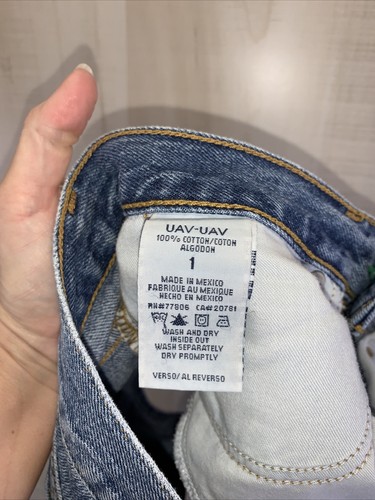 UAV-UAV
100% COTTON/COTON
ALGODON
1
MADE IN MEXICO
FABRIQUE AU MEXIQUE
HECHO EN MEXICO
RN#77806 CA#20781
WASH AND DRY
INSIDE OUT
WASH SEPARATELY
DRY PROMPTLY
VERSO/AL REVERSO